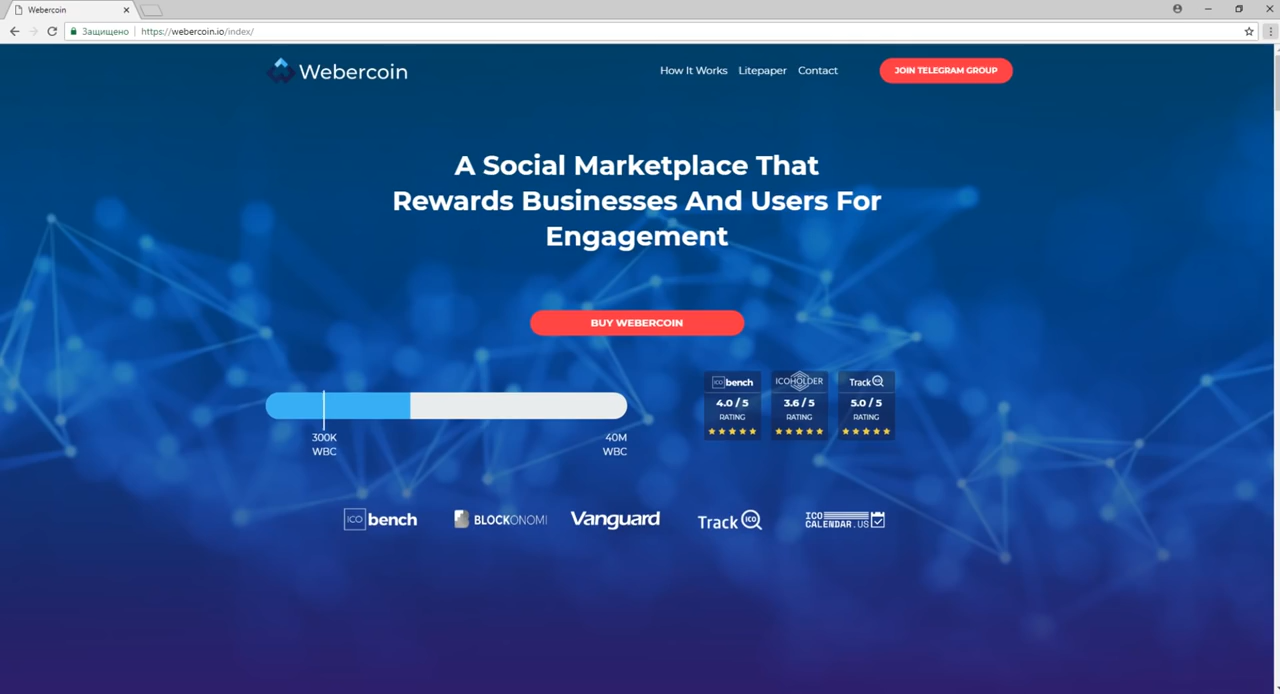 Webercoin
Защищено
https://webercoin.io/index/
Webercoin
How It Works
Litepaper
Contact
JOIN TELEGRAM GROUP
A Social Marketplace That
Rewards Businesses And Users For
Engagement
BUY WEBERCOIN
300K
WBC
40M
WBC
ICO bench
4.0 / 5
RATING
ICOHOLDER
3.6 / 5
RATING
Track ICO
5.0 / 5
RATING
ICO bench
BLOCKONOMI
Vanguard
Track ICO
ICO
CALENDAR.US